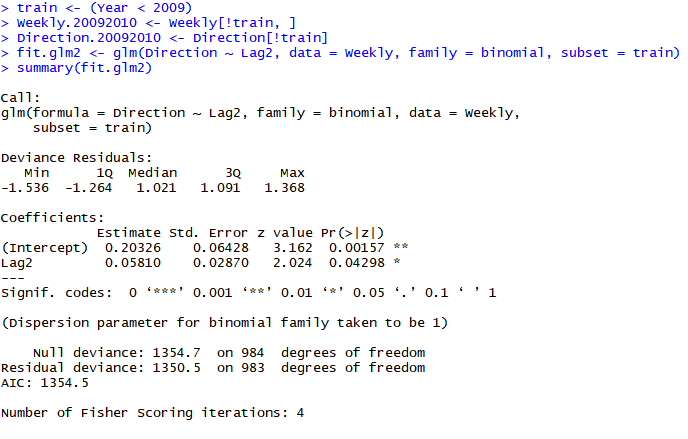 > train <- (Year < 2009)
> Weekly.20092010 <- Weekly[!train, ]
> Direction.20092010 <- Direction[!train]
> fit.glm2 <- glm(Direction ~ Lag2, data = Weekly, family = binomial, subset = train)
> summary(fit.glm2)
Call:
glm(formula = Direction ~ Lag2, family = binomial, data = Weekly,
    subset = train)
Deviance Residuals:
   Min      1Q  Median      3Q     Max
-1.536  -1.264   1.021   1.091   1.368
Coefficients:
            Estimate Std. Error z value Pr(>|z|)
(Intercept)  0.20326    0.06428   3.162  0.00157 **
Lag2         0.05810    0.02870   2.024  0.04298 *
---
Signif. codes:  0 ‘***’ 0.001 ‘**’ 0.01 ‘*’ 0.05 ‘.’ 0.1 ‘ ’ 1
(Dispersion parameter for binomial family taken to be 1)
    Null deviance: 1354.7  on 984  degrees of freedom
Residual deviance: 1350.5  on 983  degrees of freedom
AIC: 1354.5
Number of Fisher Scoring iterations: 4